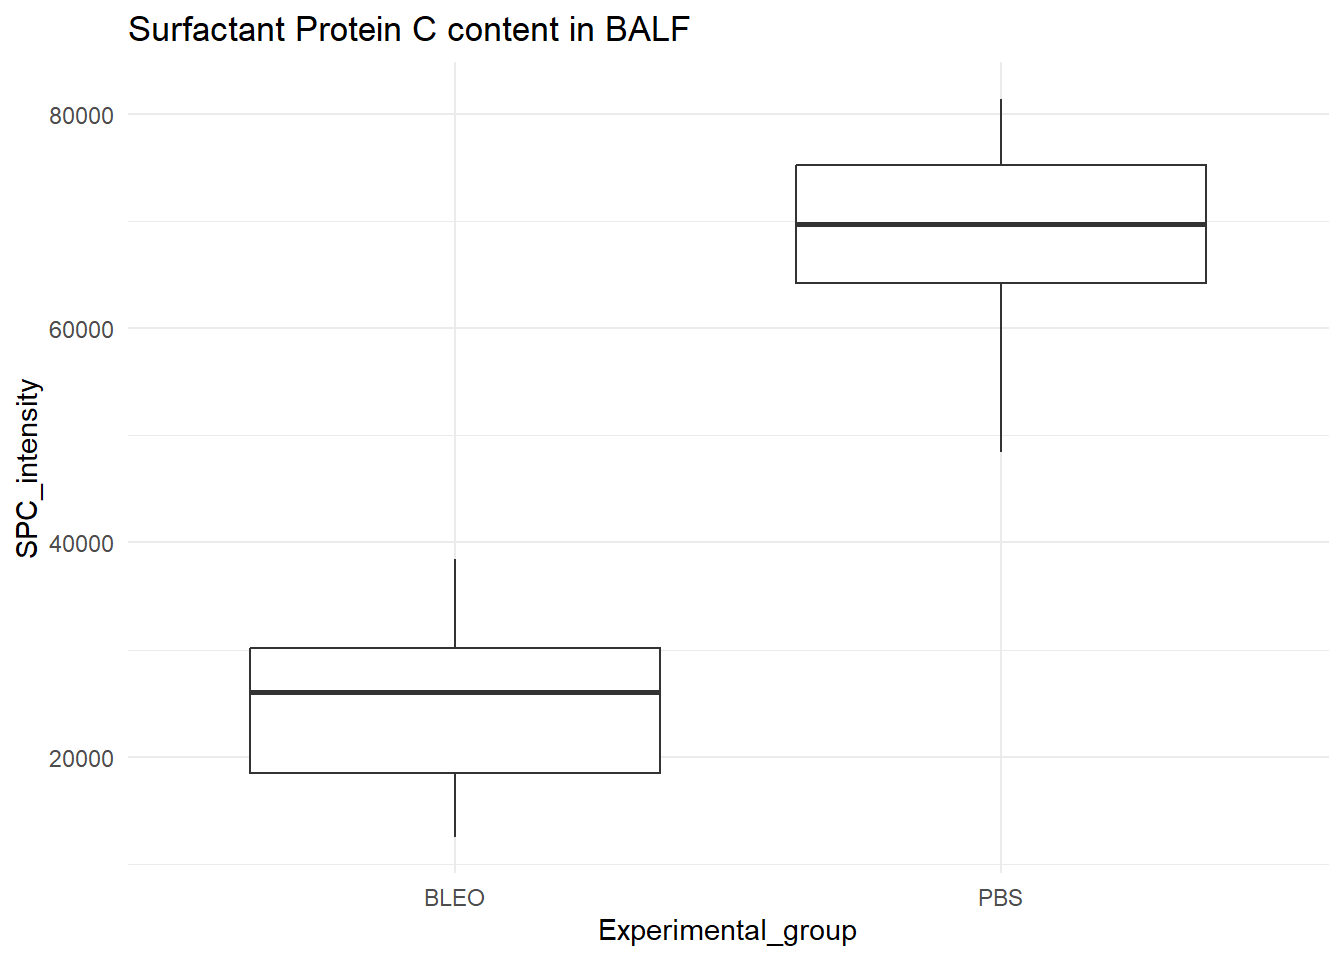 Surfactant Protein C content in BALF
80000
60000
40000
20000
SPC_intensity
BLEO
PBS
Experimental_group